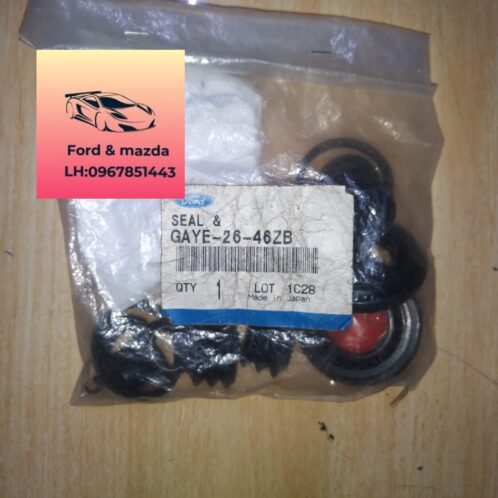 Ford & mazda
LH:0967851443
Ford
SEAL &
GAYE-26-46ZB
QTY 1 LOT 1C28
Made in Japan